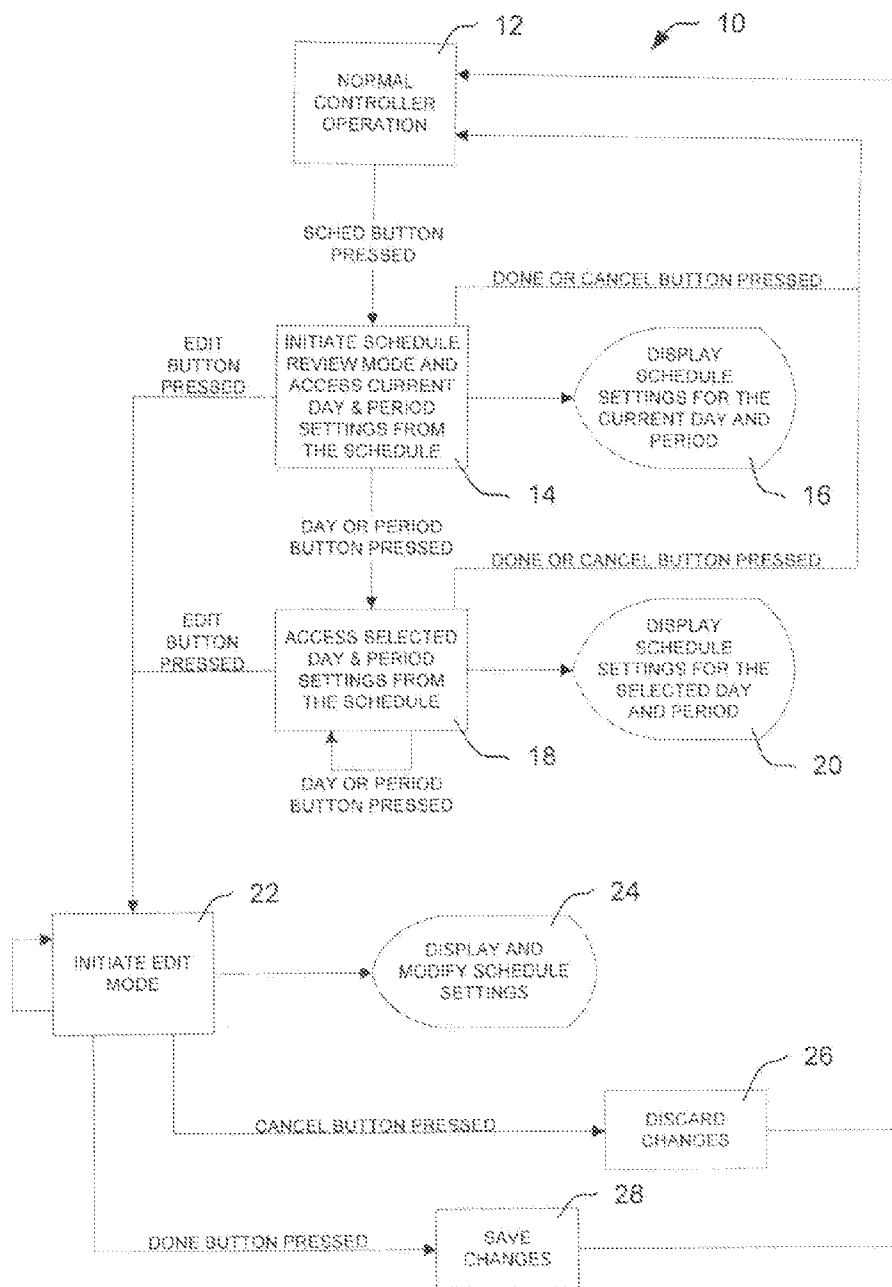 12
10
NORMAL
CONTROLLER
OPERATION
SCHED BUTTON
PRESSED
DONE OR CANCEL BUTTON PRESSED
EDIT
BUTTON
PRESSED
INITIATE SCHEDULE
REVIEW MODE AND
ACCESS CURRENT
DAY & PERIOD
SETTINGS FROM
THE SCHEDULE
DISPLAY
SCHEDULE
SETTINGS FOR THE
CURRENT DAY AND
PERIOD
14
16
DAY OR PERIOD
BUTTON PRESSED
DONE OR CANCEL BUTTON PRESSED
EDIT
BUTTON
PRESSED
ACCESS SELECTED
DAY & PERIOD
SETTINGS FROM
THE SCHEDULE
DISPLAY
SCHEDULE
SETTINGS FOR THE
SELECTED DAY
AND PERIOD
18
20
DAY OR PERIOD
BUTTON PRESSED
22
24
INITIATE EDIT
MODE
DISPLAY AND
MODIFY SCHEDULE
SETTINGS
26
CANCEL BUTTON PRESSED
DISCARD
CHANGES
28
DONE BUTTON PRESSED
SAVE
CHANGES